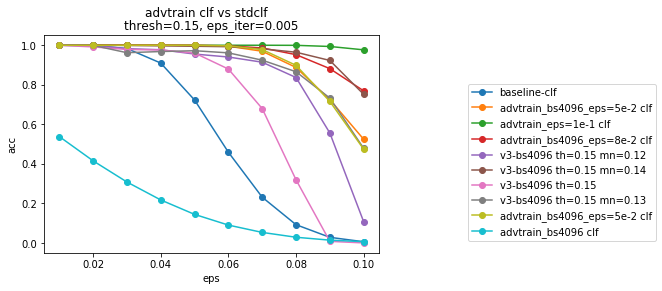 advtrain clf vs stdclf
thresh=0.15, eps_iter=0.005
1.0
0.8
0.6
0.4
0.2
0.0
acc
0.02
0.04
0.06
0.08
0.10
eps
baseline-clf
advtrain_bs4096_eps=5e-2 clf
advtrain_eps=1e-1 clf
advtrain_bs4096_eps=8e-2 clf
v3-bs4096 th=0.15 mn=0.12
v3-bs4096 th=0.15 mn=0.14
v3-bs4096 th=0.15
v3-bs4096 th=0.15 mn=0.13
advtrain_bs4096_eps=5e-2 clf
advtrain_bs4096 clf